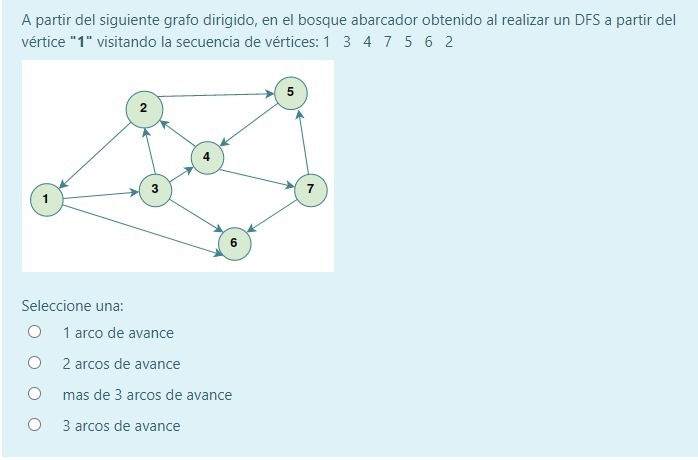 A partir del siguiente grafo dirigido, en el bosque abarcador obtenido al realizar un DFS a partir del
vértice "1" visitando la secuencia de vértices: 1 3 4 7 5 6 2
5
2
4
3
7
1
6
Seleccione una:
1 arco de avance
2 arcos de avance
mas de 3 arcos de avance
3 arcos de avance